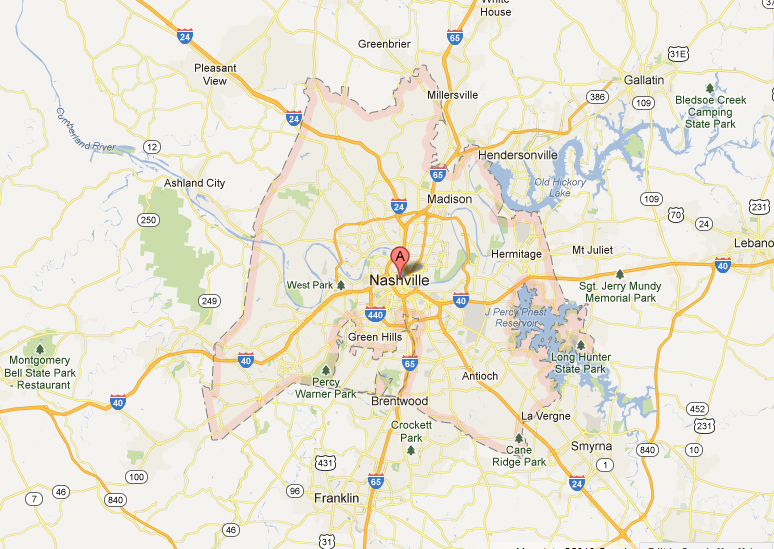 White
House
24
65
Greenbrier
31E
Pleasant
View
Gallatin
386
109
Bledsoe Creek
Camping
State Park
Millersville
24
Cumberland River
12
Hendersonville
65
Ashland City
Old Hickory
Lake
24
Madison
109
70
24
231
250
Lebano
Hermitage
Mt Juliet
A
40
Nashville
West Park
Sgt. Jerry Mundy
Memorial Park
249
40
440
J Percy Priest
Reservoir
Green Hills
Montgomery
Bell State Park
- Restaurant
40
65
Long Hunter
State Park
Antioch
Percy
Warner Park
40
Brentwood
452
La Vergne
231
Crockett
Park
Smyrna
Cane
Ridge Park
840
10
431
1
100
65
24
96
7
46
840
Franklin
46
31